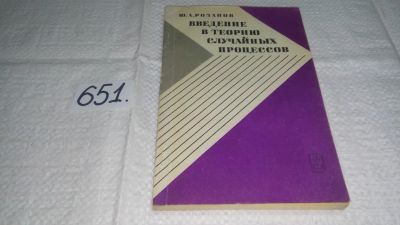 Ю.А.РОЗАНОВ
ВВЕДЕНИЕ
В ТЕОРИЮ
СЛУЧАЙНЫХ
ПРОЦЕССОВ
651.